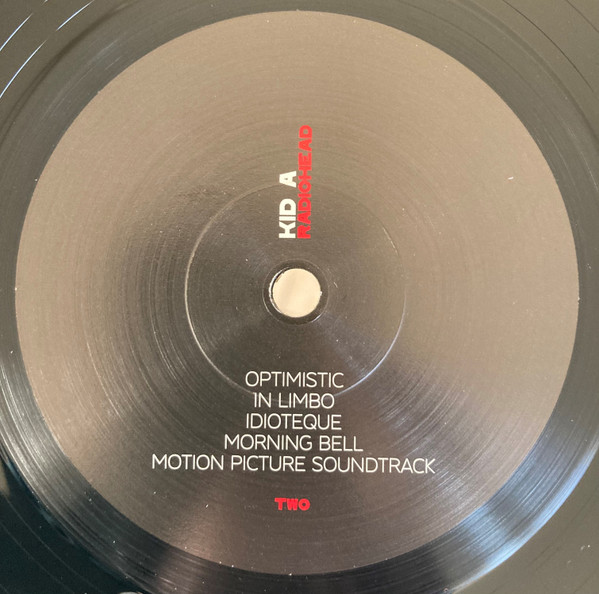 KID A
RADIOHEAD
OPTIMISTIC
IN LIMBO
IDIOTEQUE
MORNING BELL
MOTION PICTURE SOUNDTRACK
TWO